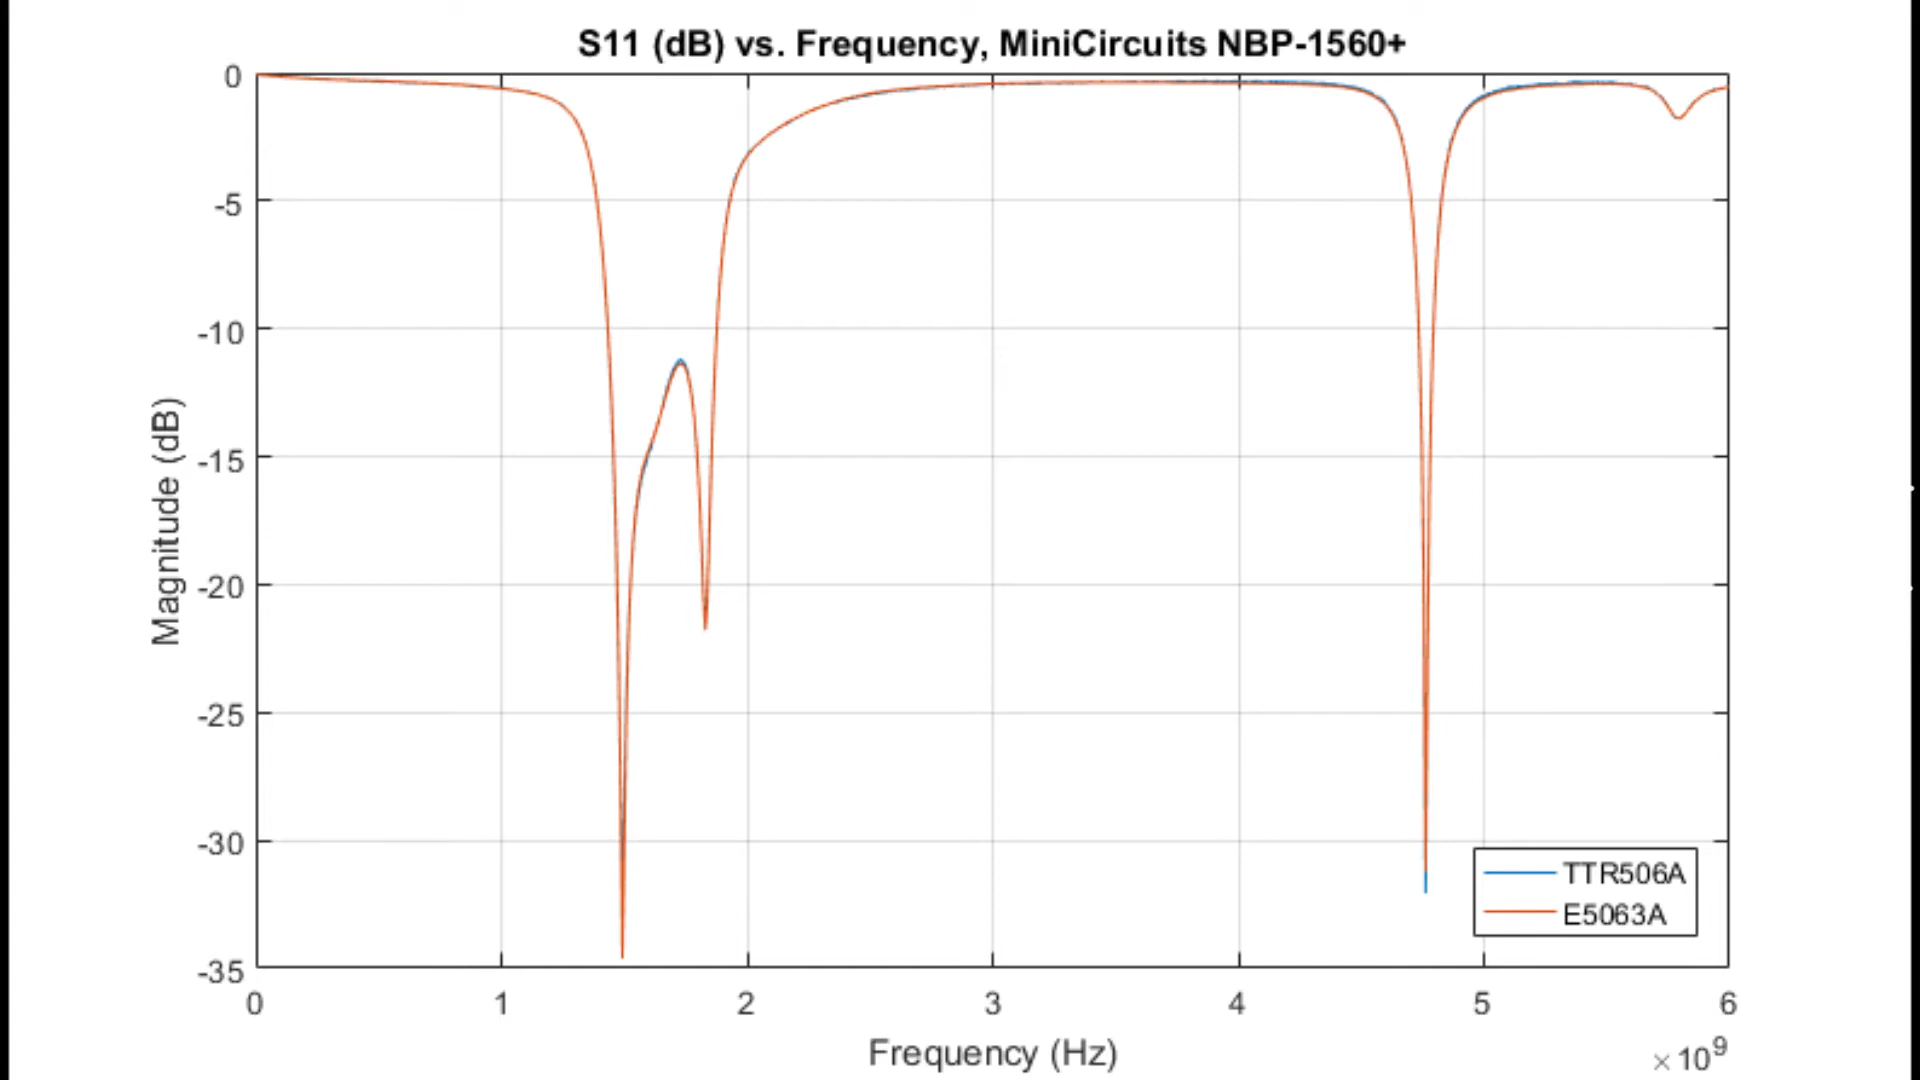 S11 (dB) vs. Frequency, MiniCircuits NBP-1560+
0
-5
-10
-15
-20
-25
-30
-35
Magnitude (dB)
TTR506A
E5063A
0 1 2 3 4 5 6
Frequency (Hz)
×10⁹